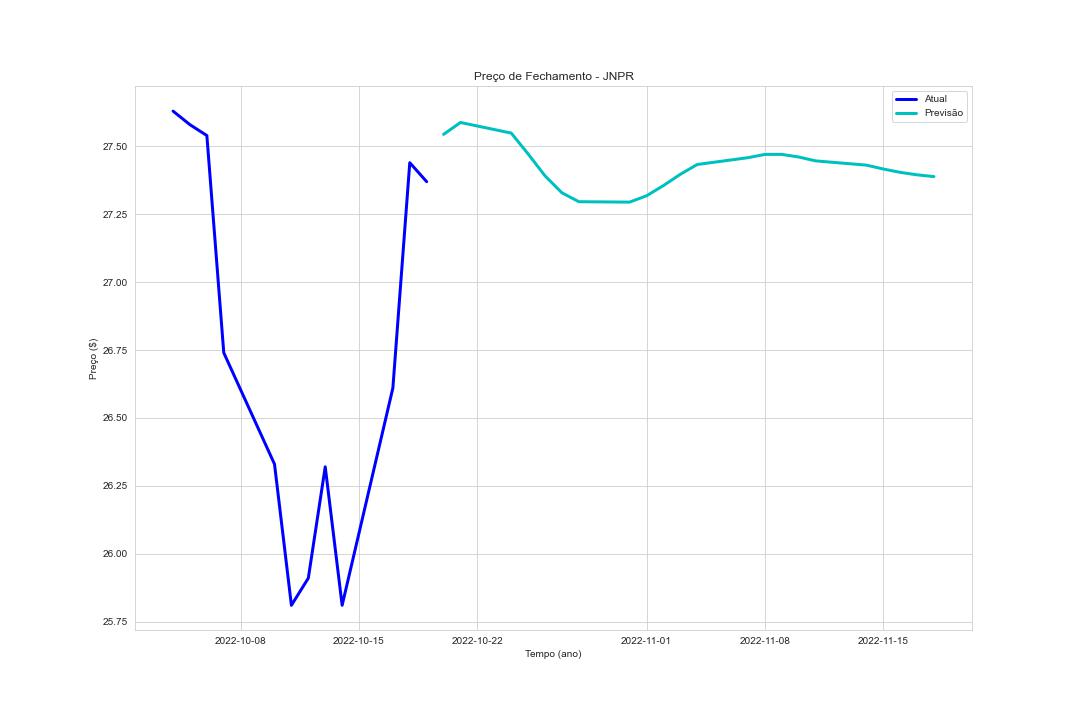 Preço de Fechamento - JNPR
Atual
Previsão
27.50
27.25
27.00
26.75
26.50
26.25
26.00
25.75
Preço ($)
2022-10-08 2022-10-15 2022-10-22 2022-11-01 2022-11-08 2022-11-15
Tempo (ano)